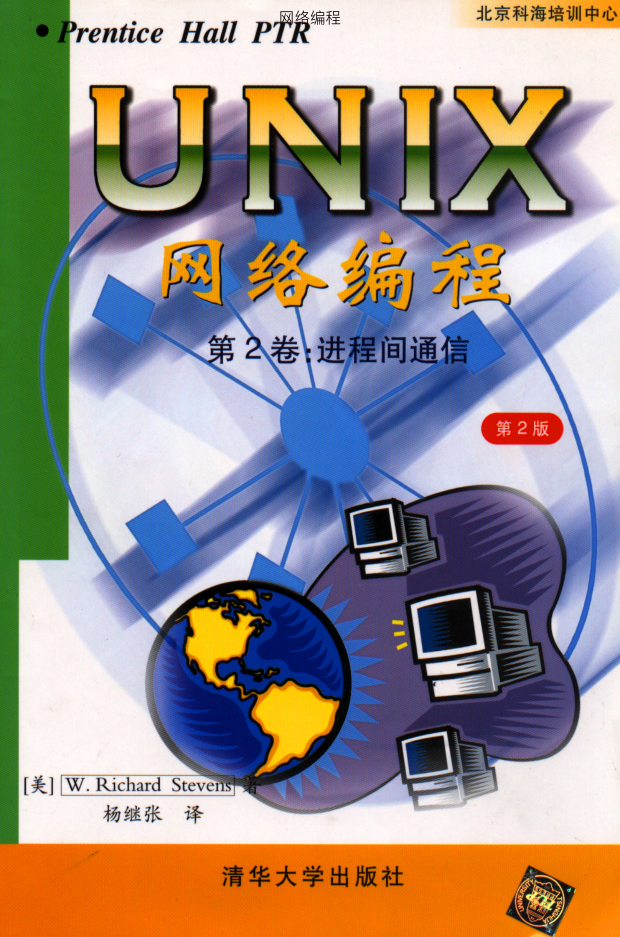 网络编程
北京科海培训中心
• Prentice Hall PTR
UNIX
网络编程
第2卷:进程间通信
第2版
[美] W. Richard Stevens 著
杨继张 译
清华大学出版社